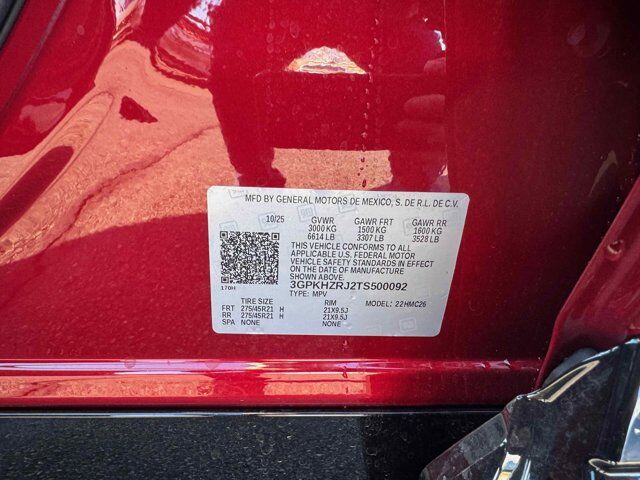 MFD BY GENERAL MOTORS DE MEXICO, S. DE R.L. DE C.V.
10/25 GVWR GAWR FRT GAWR RR
3000 KG 1500 KG 1600 KG
6614 LB 3307 LB 3528 LB
THIS VEHICLE CONFORMS TO ALL
APPLICABLE U.S. FEDERAL MOTOR
VEHICLE SAFETY STANDARDS IN EFFECT
ON THE DATE OF MANUFACTURE
SHOWN ABOVE.
170H 3GPKHZRJ2TS500092
TYPE: MPV
TIRE SIZE RIM MODEL: 22HMC26
FRT 275/45R21 H 21X9.5J
RR 275/45R21 H 21X9.5J
SPA NONE NONE